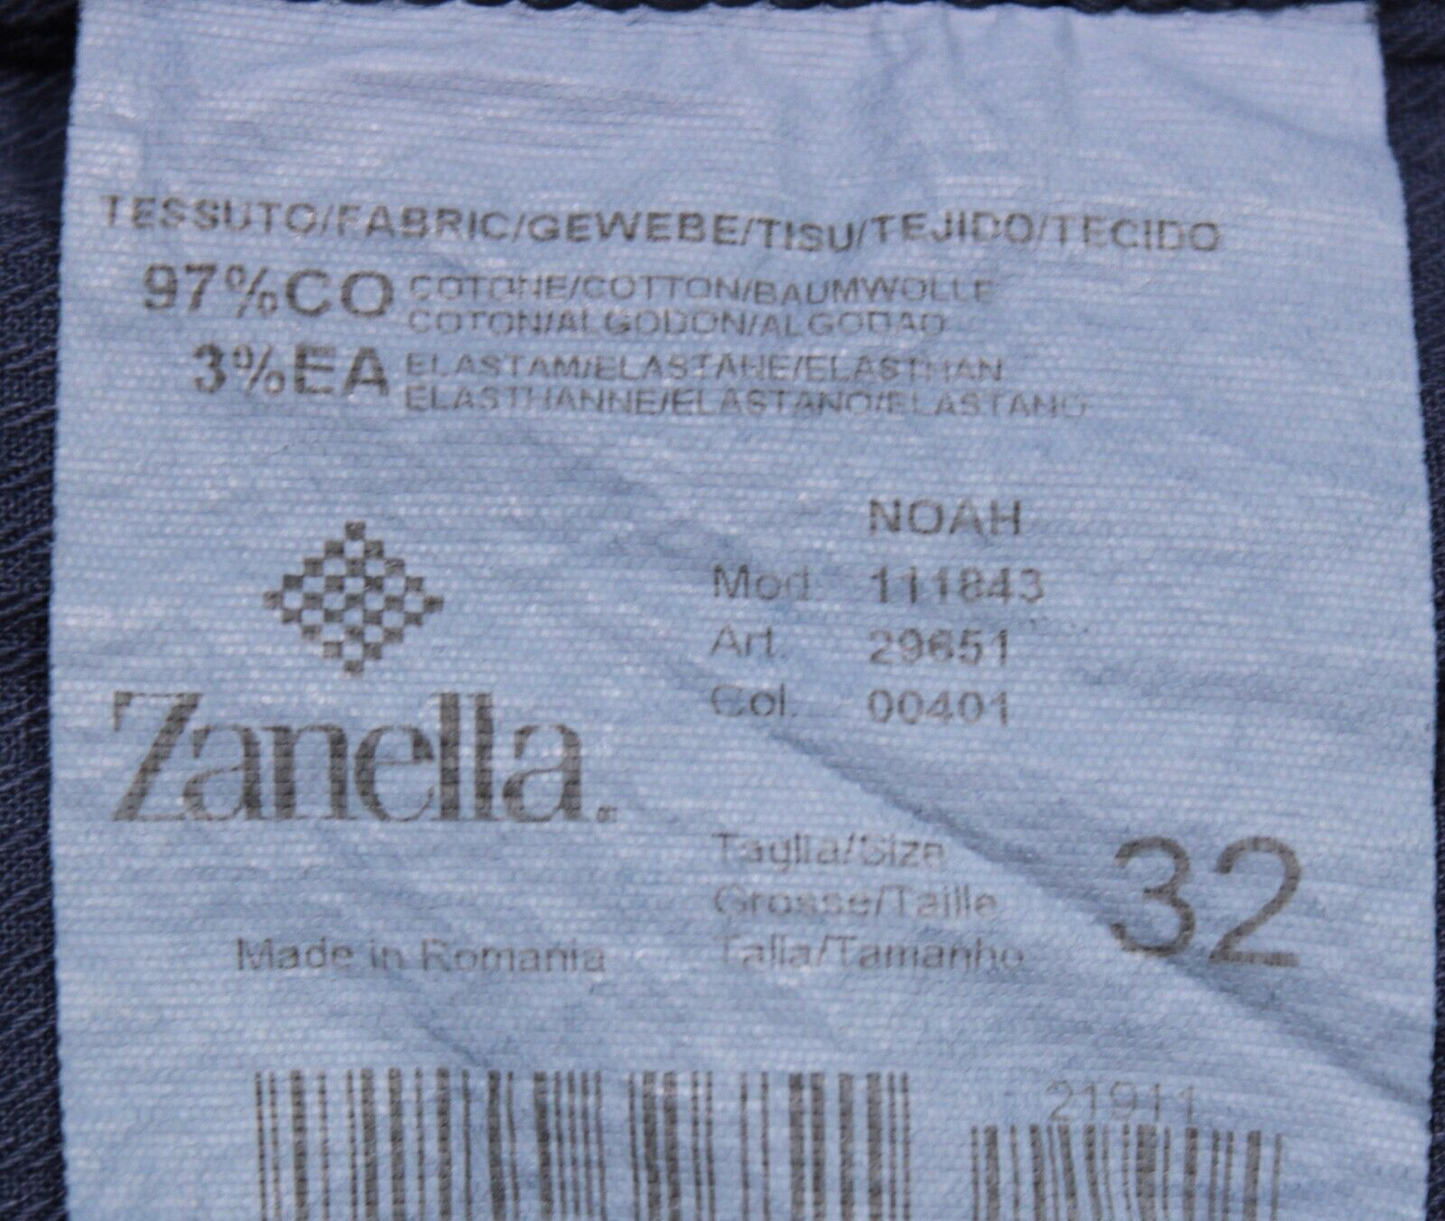 TESSUTO/FABRIC/GEWEBE/TISU/TEJIDO/TECIDO
97%CO COTONE/COTTON/BAUMWOLLE
COTON/ALGODON/ALGODAO
3%EA ELASTAM/ELASTANE/ELASTHAN
ELASTHANNE/ELASTANO/ELASTANO
NOAH
Mod. 111843
Art. 29651
Col. 00401
Zanella
Taglia/Size
Grosse/Taille
Talla/Tamanho
32
Made in Romania
21911